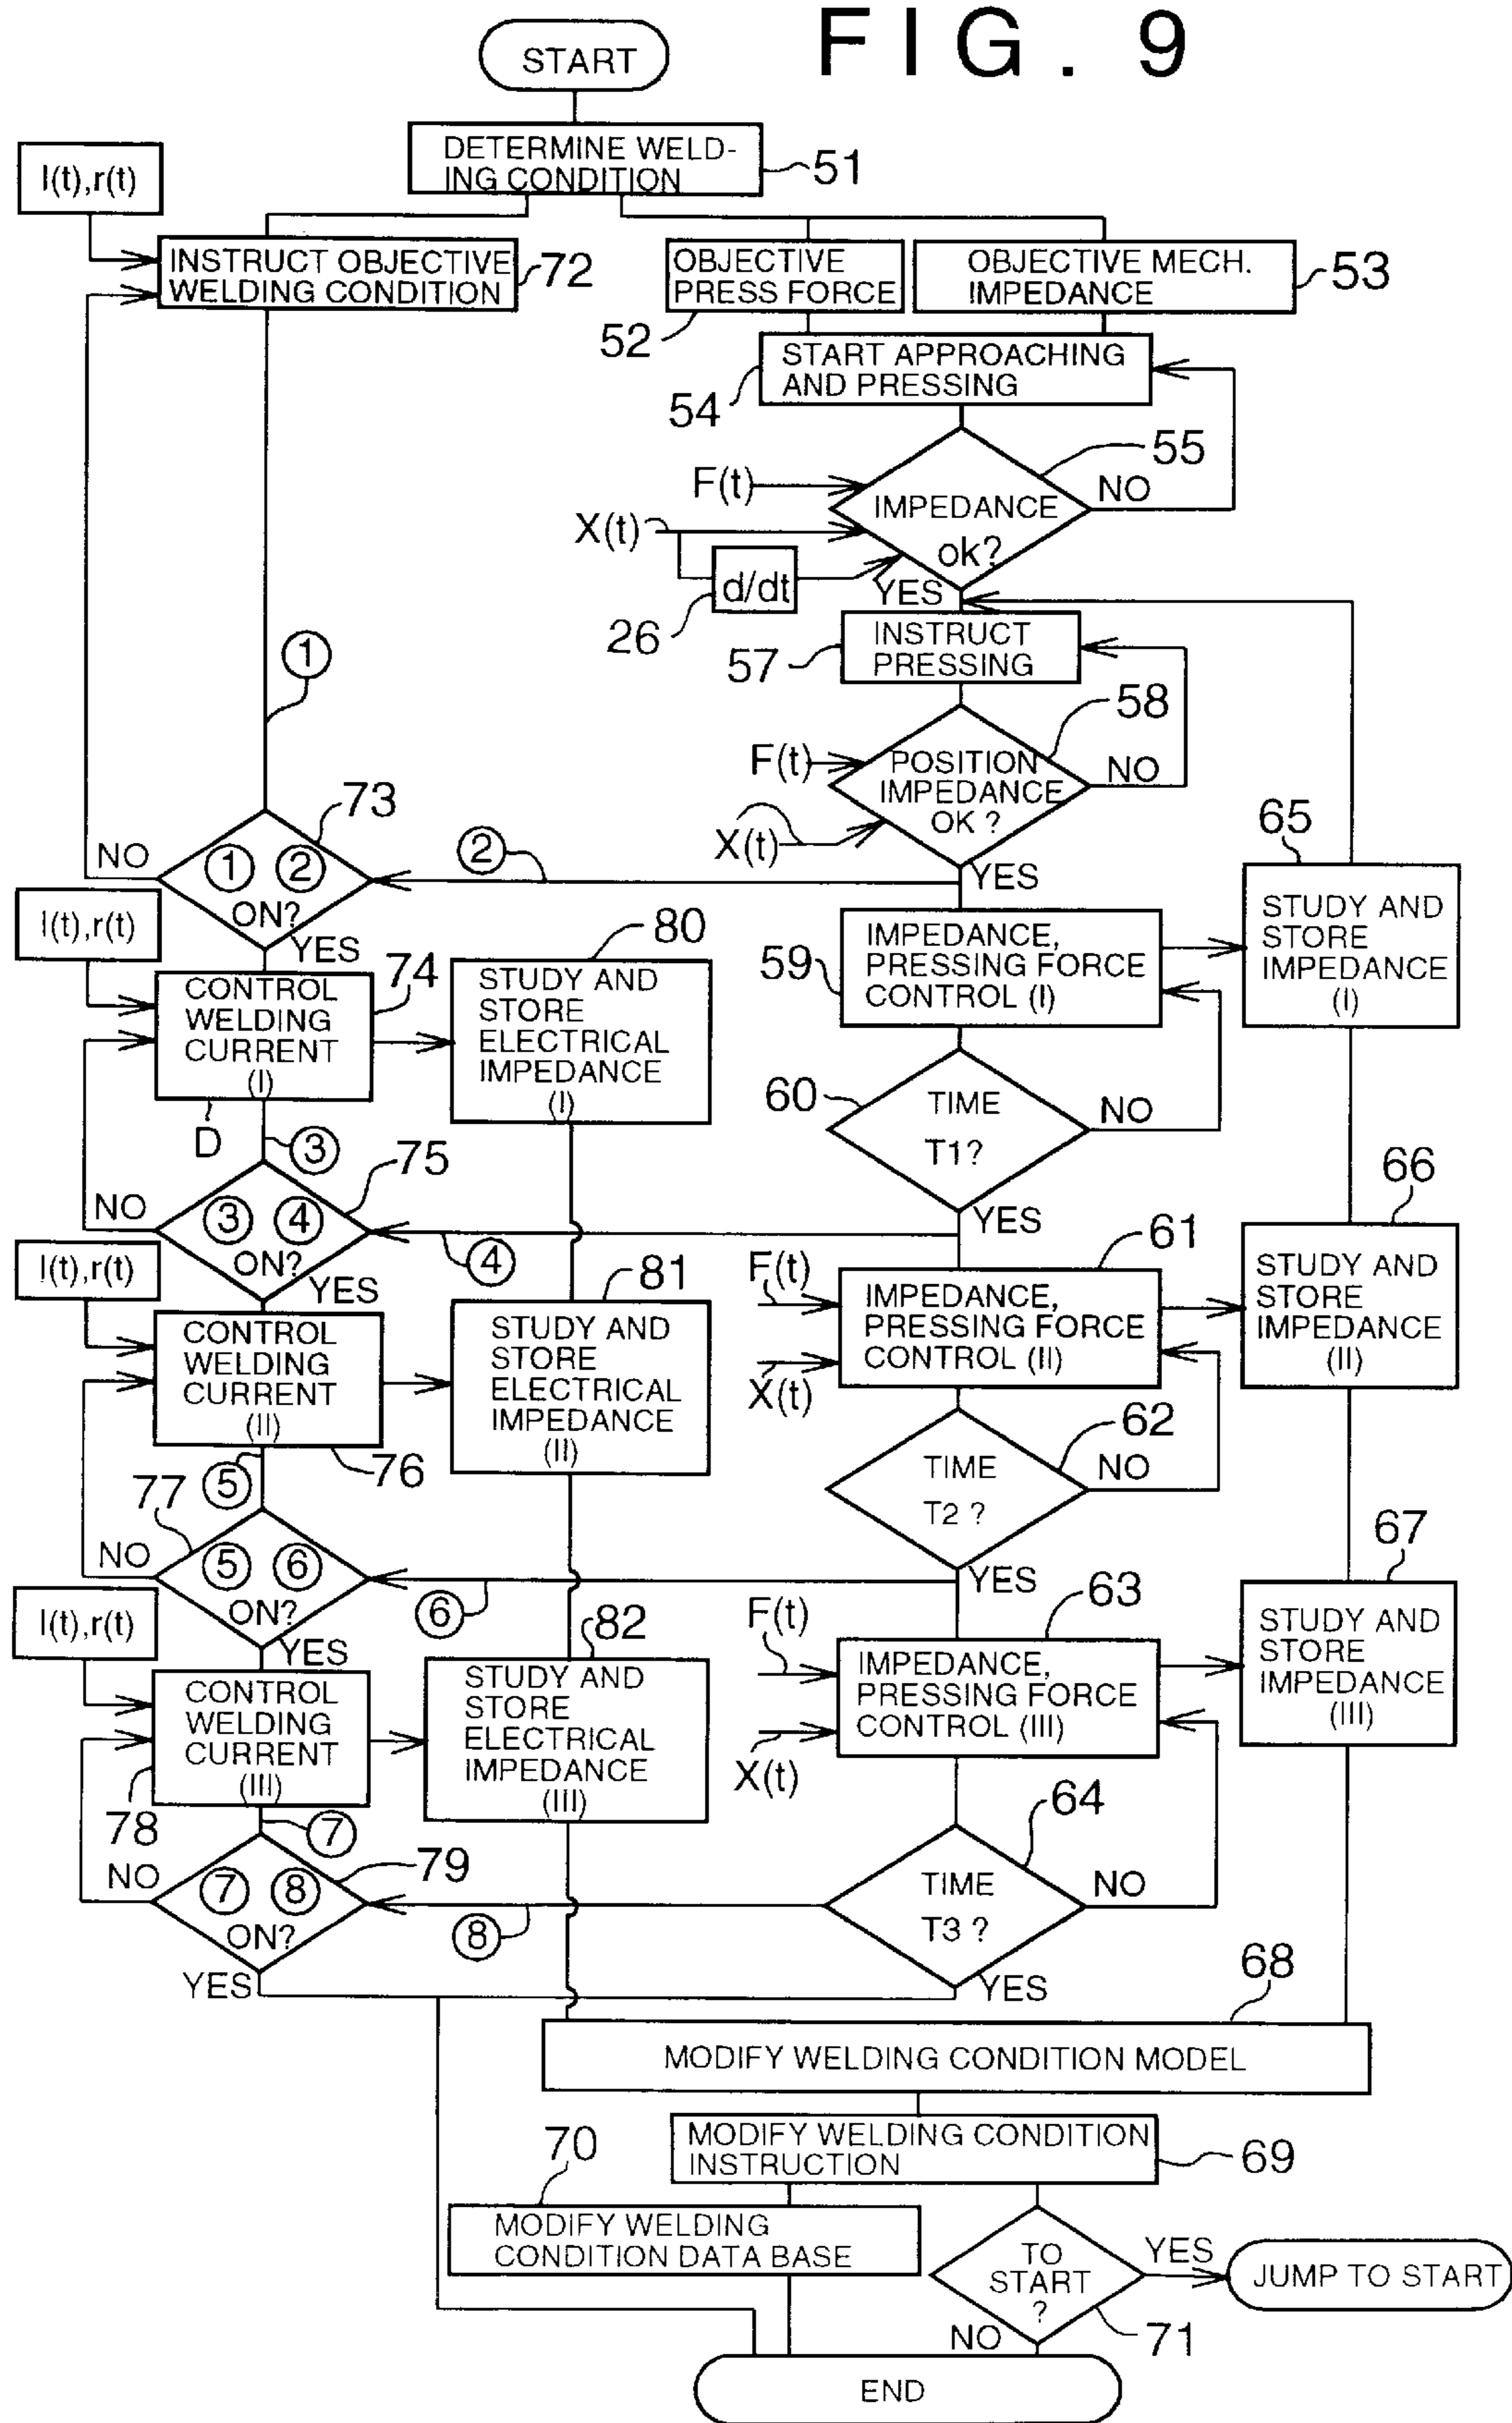 FIG. 9
START
DETERMINE WELD-
ING CONDITION
51
I(t),r(t)
INSTRUCT OBJECTIVE
WELDING CONDITION
72
OBJECTIVE
PRESS FORCE
52
OBJECTIVE MECH.
IMPEDANCE
53
START APPROACHING
AND PRESSING
54
55
F(t)
IMPEDANCE
ok?
NO
X(t)
d/dt
26
YES
INSTRUCT
PRESSING
57
①
58
F(t)
POSITION
IMPEDANCE
OK ?
NO
X(t)
YES
73
① ②
ON?
NO
②
YES
65
STUDY AND
STORE
IMPEDANCE
(I)
I(t),r(t)
CONTROL
WELDING
CURRENT
(I)
74
D
80
STUDY AND
STORE
ELECTRICAL
IMPEDANCE
(I)
59
IMPEDANCE,
PRESSING FORCE
CONTROL (I)
60
TIME
T1?
NO
YES
③
75
③ ④
ON?
NO
④
YES
66
STUDY AND
STORE
IMPEDANCE
(II)
I(t),r(t)
CONTROL
WELDING
CURRENT
(II)
76
81
STUDY AND
STORE
ELECTRICAL
IMPEDANCE
(II)
61
F(t)
X(t)
IMPEDANCE,
PRESSING FORCE
CONTROL (II)
62
TIME
T2 ?
NO
YES
⑤
77
⑤ ⑥
ON?
NO
⑥
YES
67
STUDY AND
STORE
IMPEDANCE
(III)
I(t),r(t)
CONTROL
WELDING
CURRENT
(III)
78
82
STUDY AND
STORE
ELECTRICAL
IMPEDANCE
(III)
63
F(t)
X(t)
IMPEDANCE,
PRESSING FORCE
CONTROL (III)
64
TIME
T3 ?
NO
YES
⑦
79
⑦ ⑧
ON?
NO
⑧
YES
68
MODIFY WELDING CONDITION MODEL
MODIFY WELDING CONDITION
INSTRUCTION
69
70
MODIFY WELDING
CONDITION DATA BASE
TO
START
?
71
YES
JUMP TO START
NO
END